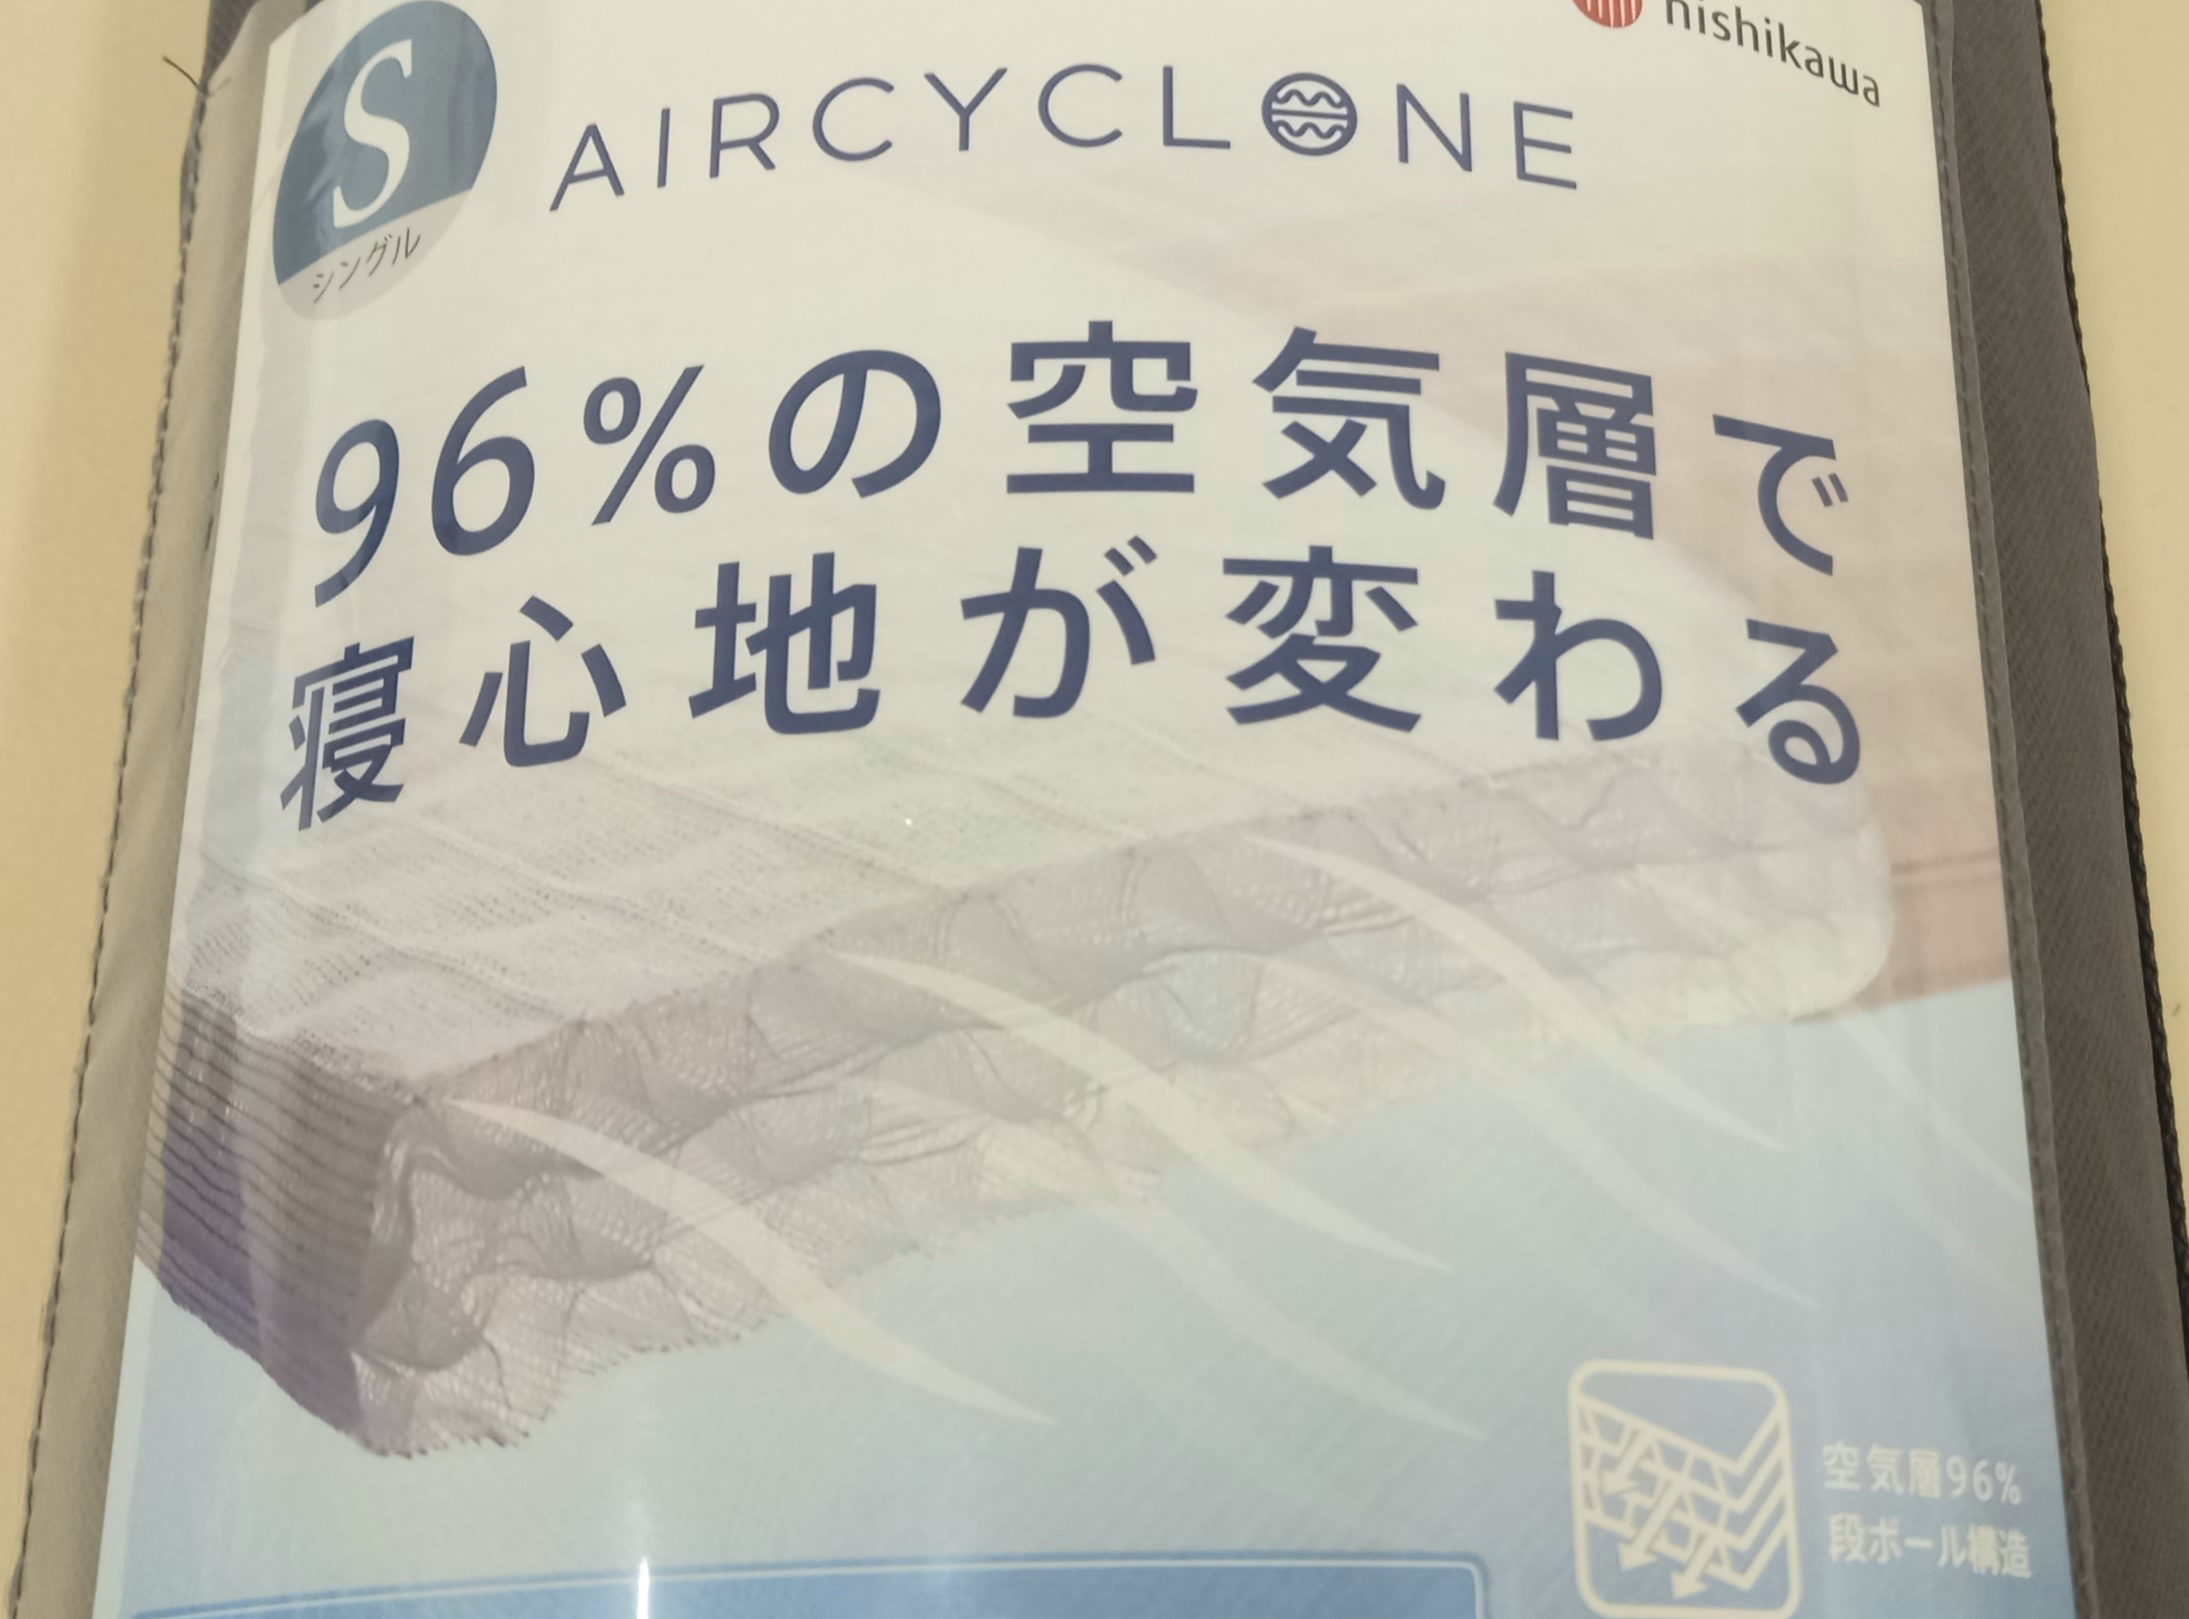 nishikawa
S
シングル
AIRCYCLONE
96%の空気層で
寝心地が変わる
空気層96%
段ボール構造